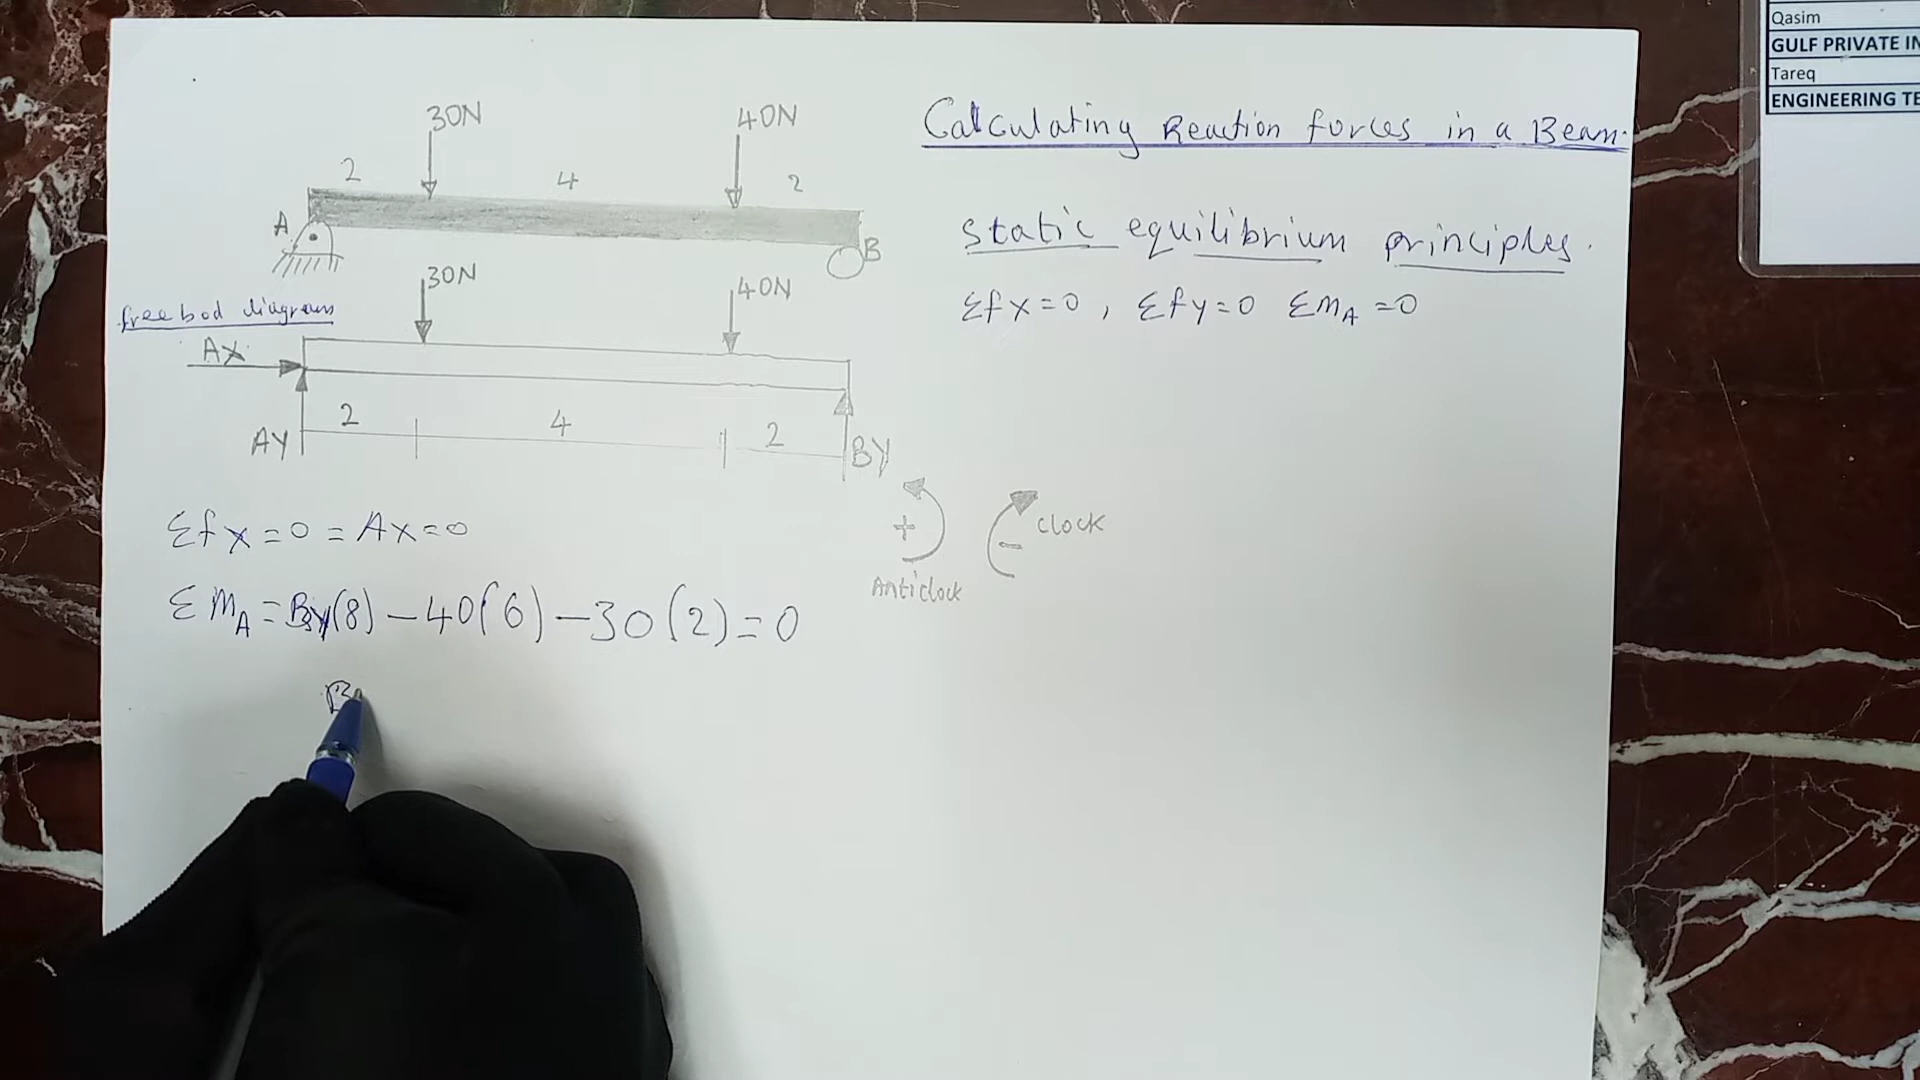 Qasim
GULF PRIVATE IN
Tareq
ENGINEERING TE
Calculating Reaction forces in a Beam.
static equilibrium principles.
Σfx=0, Σfy=0 ΣmA=0
30N 40N
2 4 2
A B
free bod diagram
30N 40N
Ax
2 4 2
AY BY
Σfx=0=Ax=0
+ - clock
Anticlock
ΣMA=By(8)-40(6)-30(2)=0
B